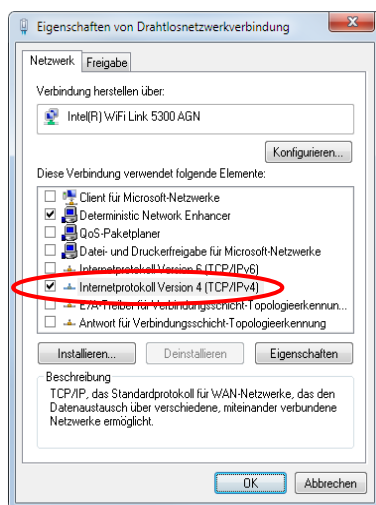 Eigenschaften von Drahtlosnetzwerkverbindung
Netzwerk Freigabe
Verbindung herstellen über:
Intel(R) WiFi Link 5300 AGN
Konfigurieren...
Diese Verbindung verwendet folgende Elemente:
Client für Microsoft-Netzwerke
Deterministic Network Enhancer
QoS-Paketplaner
Datei- und Druckerfreigabe für Microsoft-Netzwerke
Internetprotokoll Version 6 (TCP/IPv6)
Internetprotokoll Version 4 (TCP/IPv4)
E/A-Treiber für Verbindungsschicht-Topologieerkennun...
Antwort für Verbindungsschicht-Topologieerkennung
Installieren... Deinstallieren Eigenschaften
Beschreibung
TCP/IP, das Standardprotokoll für WAN-Netzwerke, das den
Datenaustausch über verschiedene, miteinander verbundene
Netzwerke ermöglicht.
OK Abbrechen